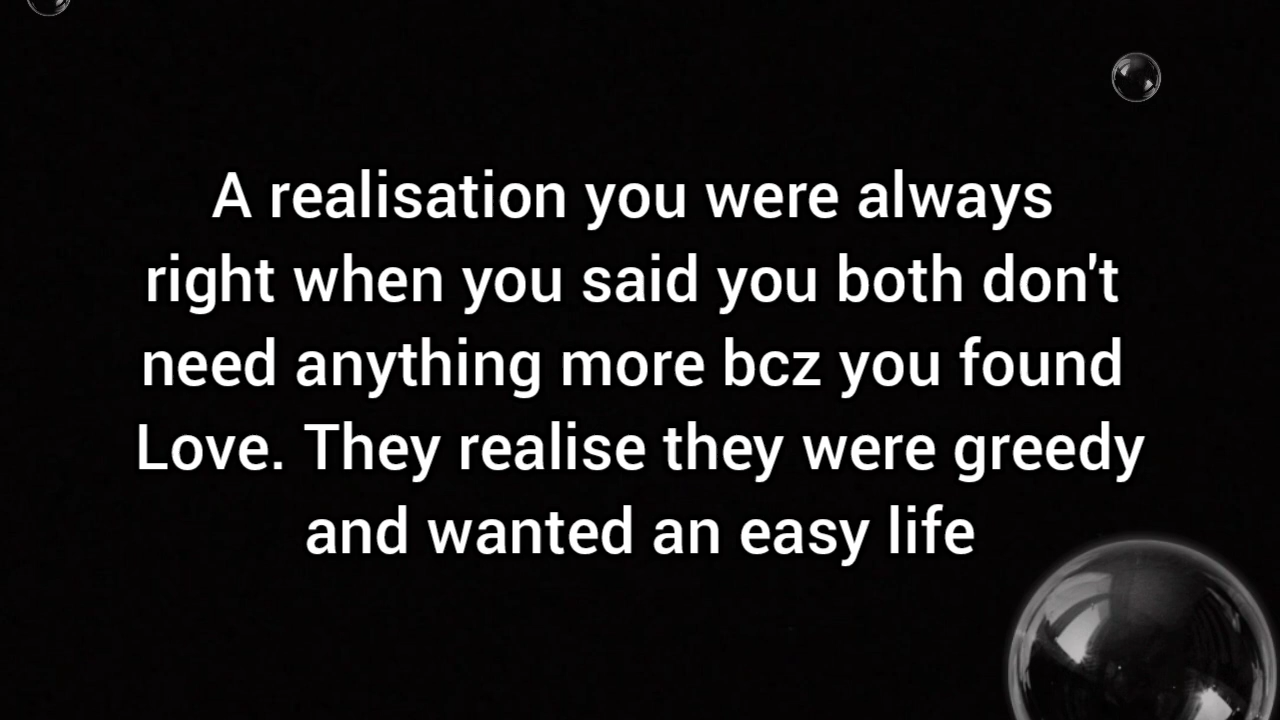 A realisation you were always
right when you said you both don't
need anything more bcz you found
Love. They realise they were greedy
and wanted an easy life